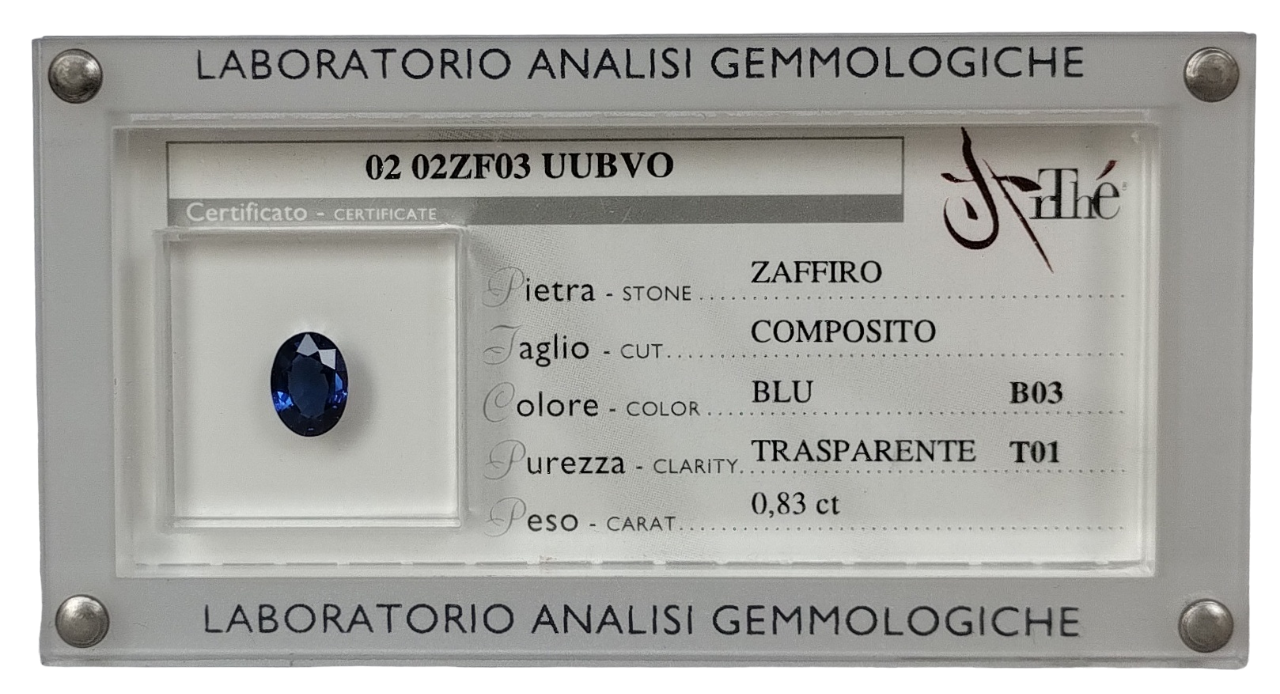 LABORATORIO ANALISI GEMMOLOGICHE
02 02ZF03 UUBVO
Certificato - CERTIFICATE
ArThé
Pietra - STONE ZAFFIRO
Taglio - CUT COMPOSITO
Colore - COLOR BLU B03
Purezza - CLARITY TRASPARENTE T01
Peso - CARAT 0,83 ct
LABORATORIO ANALISI GEMMOLOGICHE